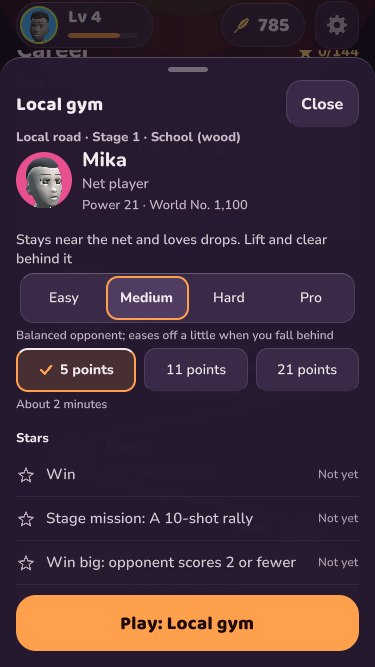 Lv 4
785
Career
0/144
Local gym
Close
Local road · Stage 1 · School (wood)
Mika
Net player
Power 21 · World No. 1,100
Stays near the net and loves drops. Lift and clear
behind it
Easy
Medium
Hard
Pro
Balanced opponent; eases off a little when you fall behind
5 points
11 points
21 points
About 2 minutes
Stars
Win
Not yet
Stage mission: A 10-shot rally
Not yet
Win big: opponent scores 2 or fewer
Not yet
Play: Local gym